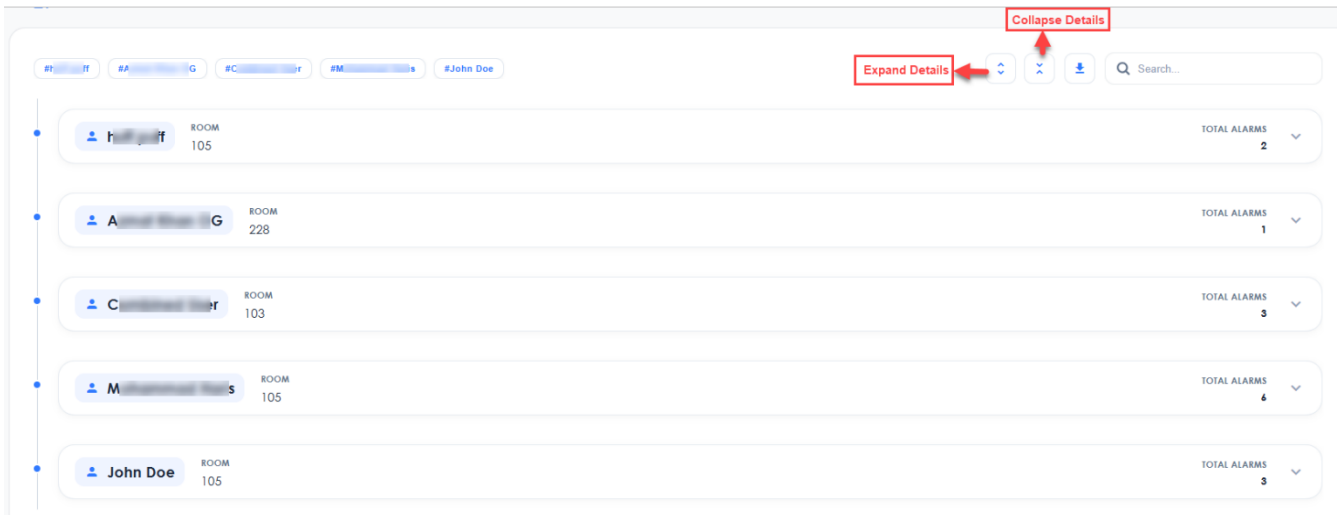 Collapse Details
#John Doe
Expand Details
Search...
ROOM
105
TOTAL ALARMS
2
ROOM
228
TOTAL ALARMS
1
ROOM
103
TOTAL ALARMS
3
ROOM
105
TOTAL ALARMS
6
John Doe
ROOM
105
TOTAL ALARMS
3